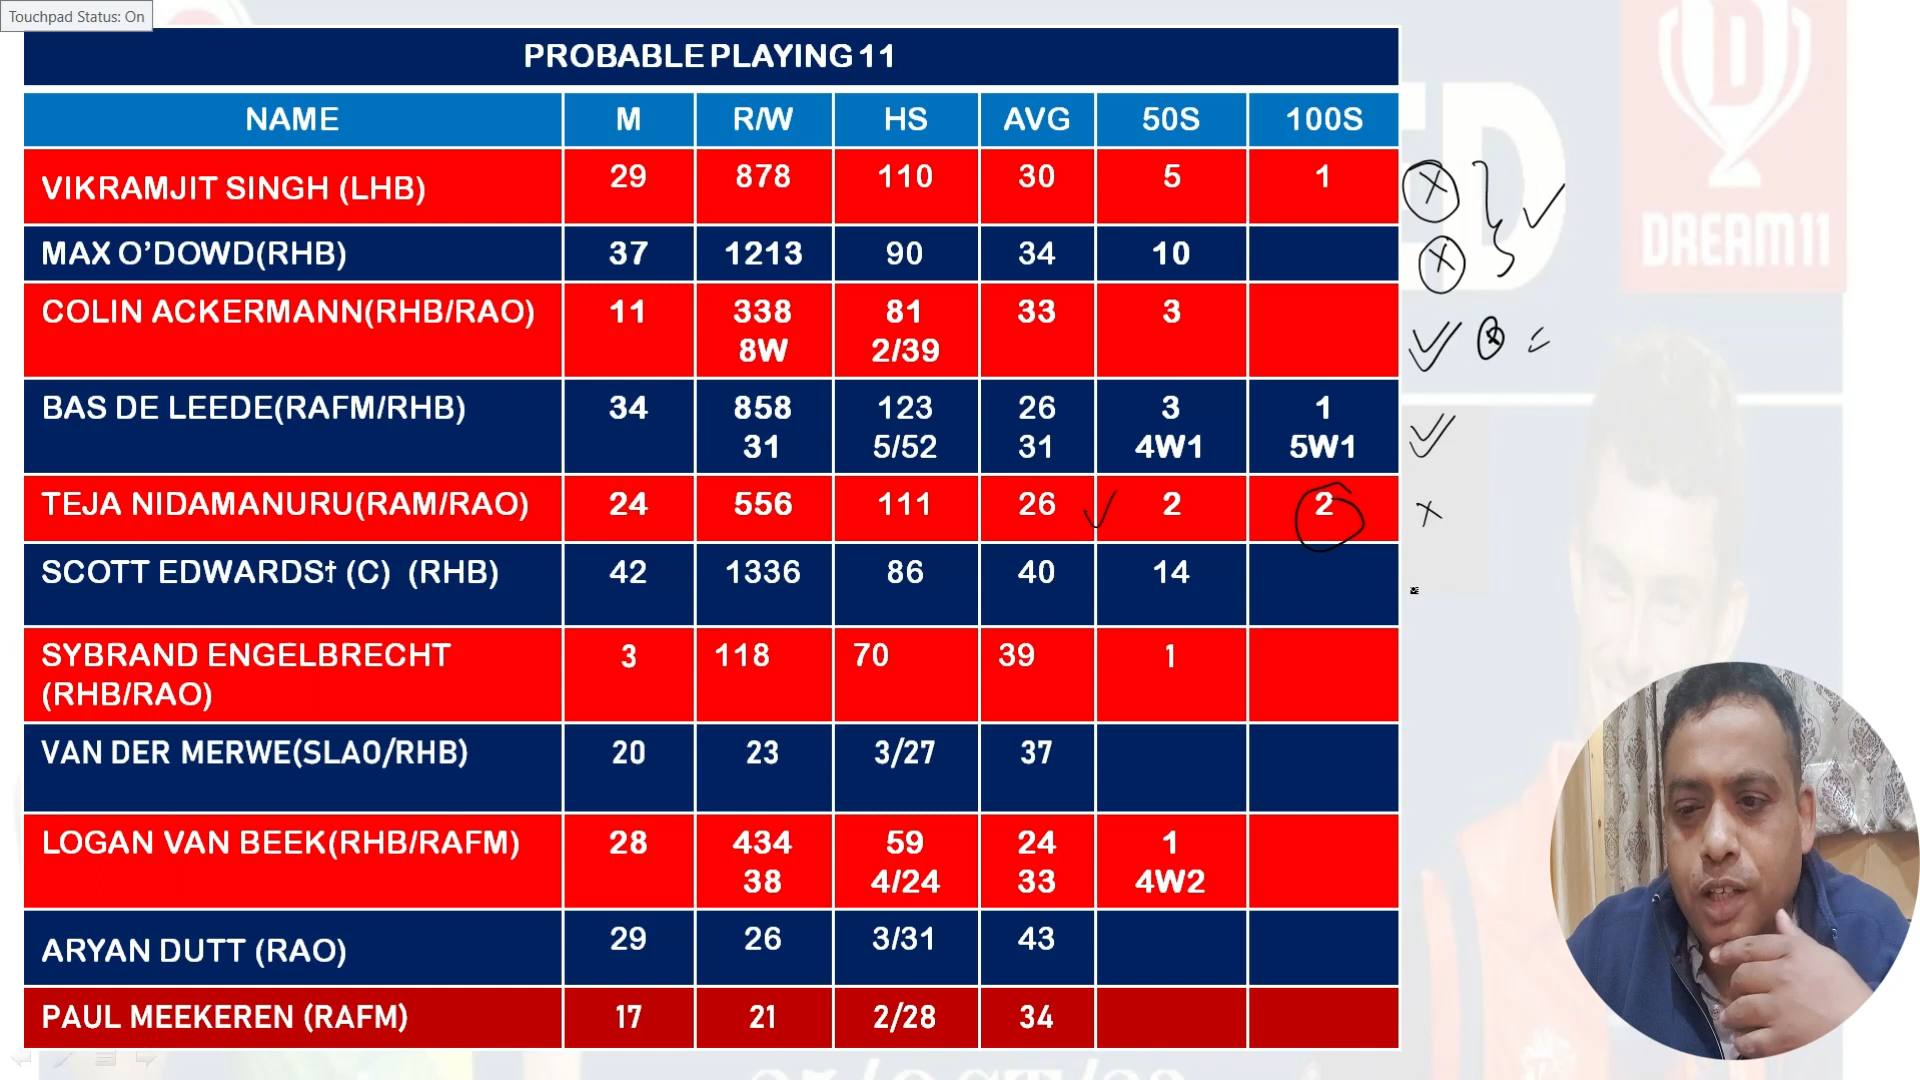 Touchpad Status: On
PROBABLE PLAYING 11
NAME M R/W HS AVG 50S 100S
VIKRAMJIT SINGH (LHB) 29 878 110 30 5 1
MAX O’DOWD(RHB) 37 1213 90 34 10
COLIN ACKERMANN(RHB/RAO) 11 338 81 33 3
8W 2/39
BAS DE LEEDE(RAFM/RHB) 34 858 123 26 3 1
31 5/52 31 4W1 5W1
TEJA NIDAMANURU(RAM/RAO) 24 556 111 26 2 2
SCOTT EDWARDS† (C) (RHB) 42 1336 86 40 14
SYBRAND ENGELBRECHT 3 118 70 39 1
(RHB/RAO)
VAN DER MERWE(SLAO/RHB) 20 23 3/27 37
LOGAN VAN BEEK(RHB/RAFM) 28 434 59 24 1
38 4/24 33 4W2
ARYAN DUTT (RAO) 29 26 3/31 43
PAUL MEEKEREN (RAFM) 17 21 2/28 34
DREAM11